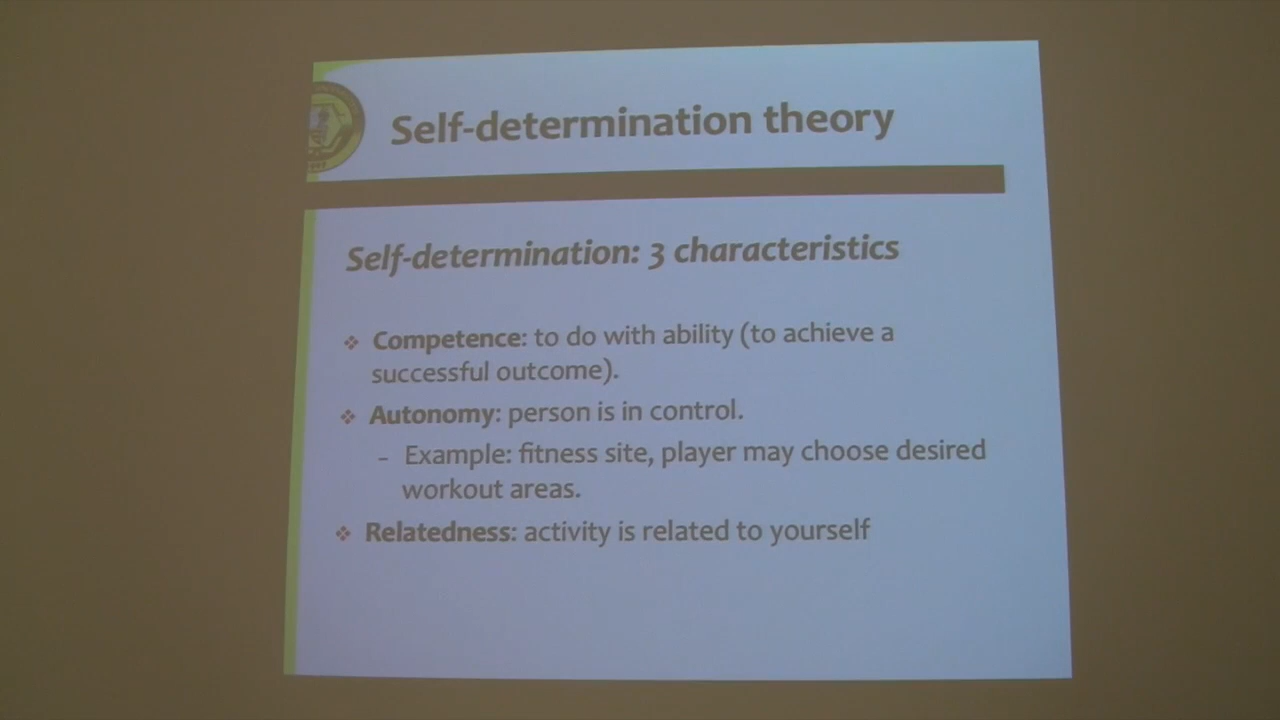 Self-determination theory
Self-determination: 3 characteristics
❖ Competence: to do with ability (to achieve a
successful outcome).
❖ Autonomy: person is in control.
– Example: fitness site, player may choose desired
workout areas.
❖ Relatedness: activity is related to yourself